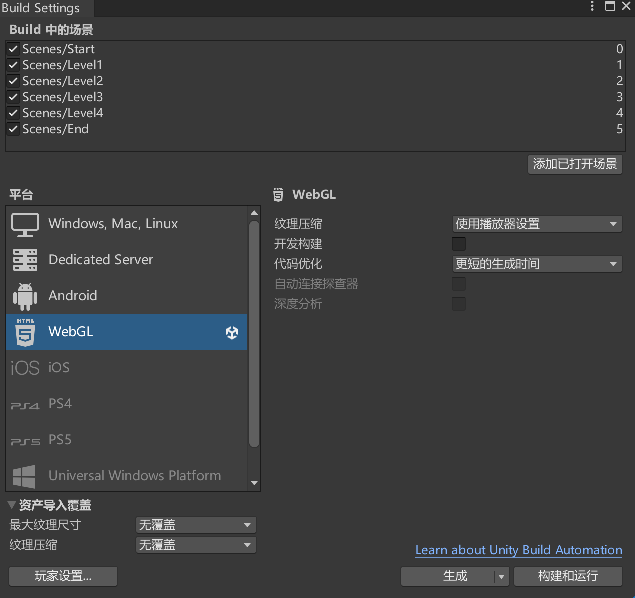 Build Settings
Build 中的场景
Scenes/Start 0
Scenes/Level1 1
Scenes/Level2 2
Scenes/Level3 3
Scenes/Level4 4
Scenes/End 5
添加已打开场景
平台
Windows, Mac, Linux
Dedicated Server
Android
HTML 5 WebGL
iOS iOS
PS4 PS4
PS5 PS5
Universal Windows Platform
WebGL
纹理压缩 使用播放器设置
开发构建
代码优化 更短的生成时间
自动连接探查器
深度分析
资产导入覆盖
最大纹理尺寸 无覆盖
纹理压缩 无覆盖
Learn about Unity Build Automation
玩家设置... 生成 构建和运行